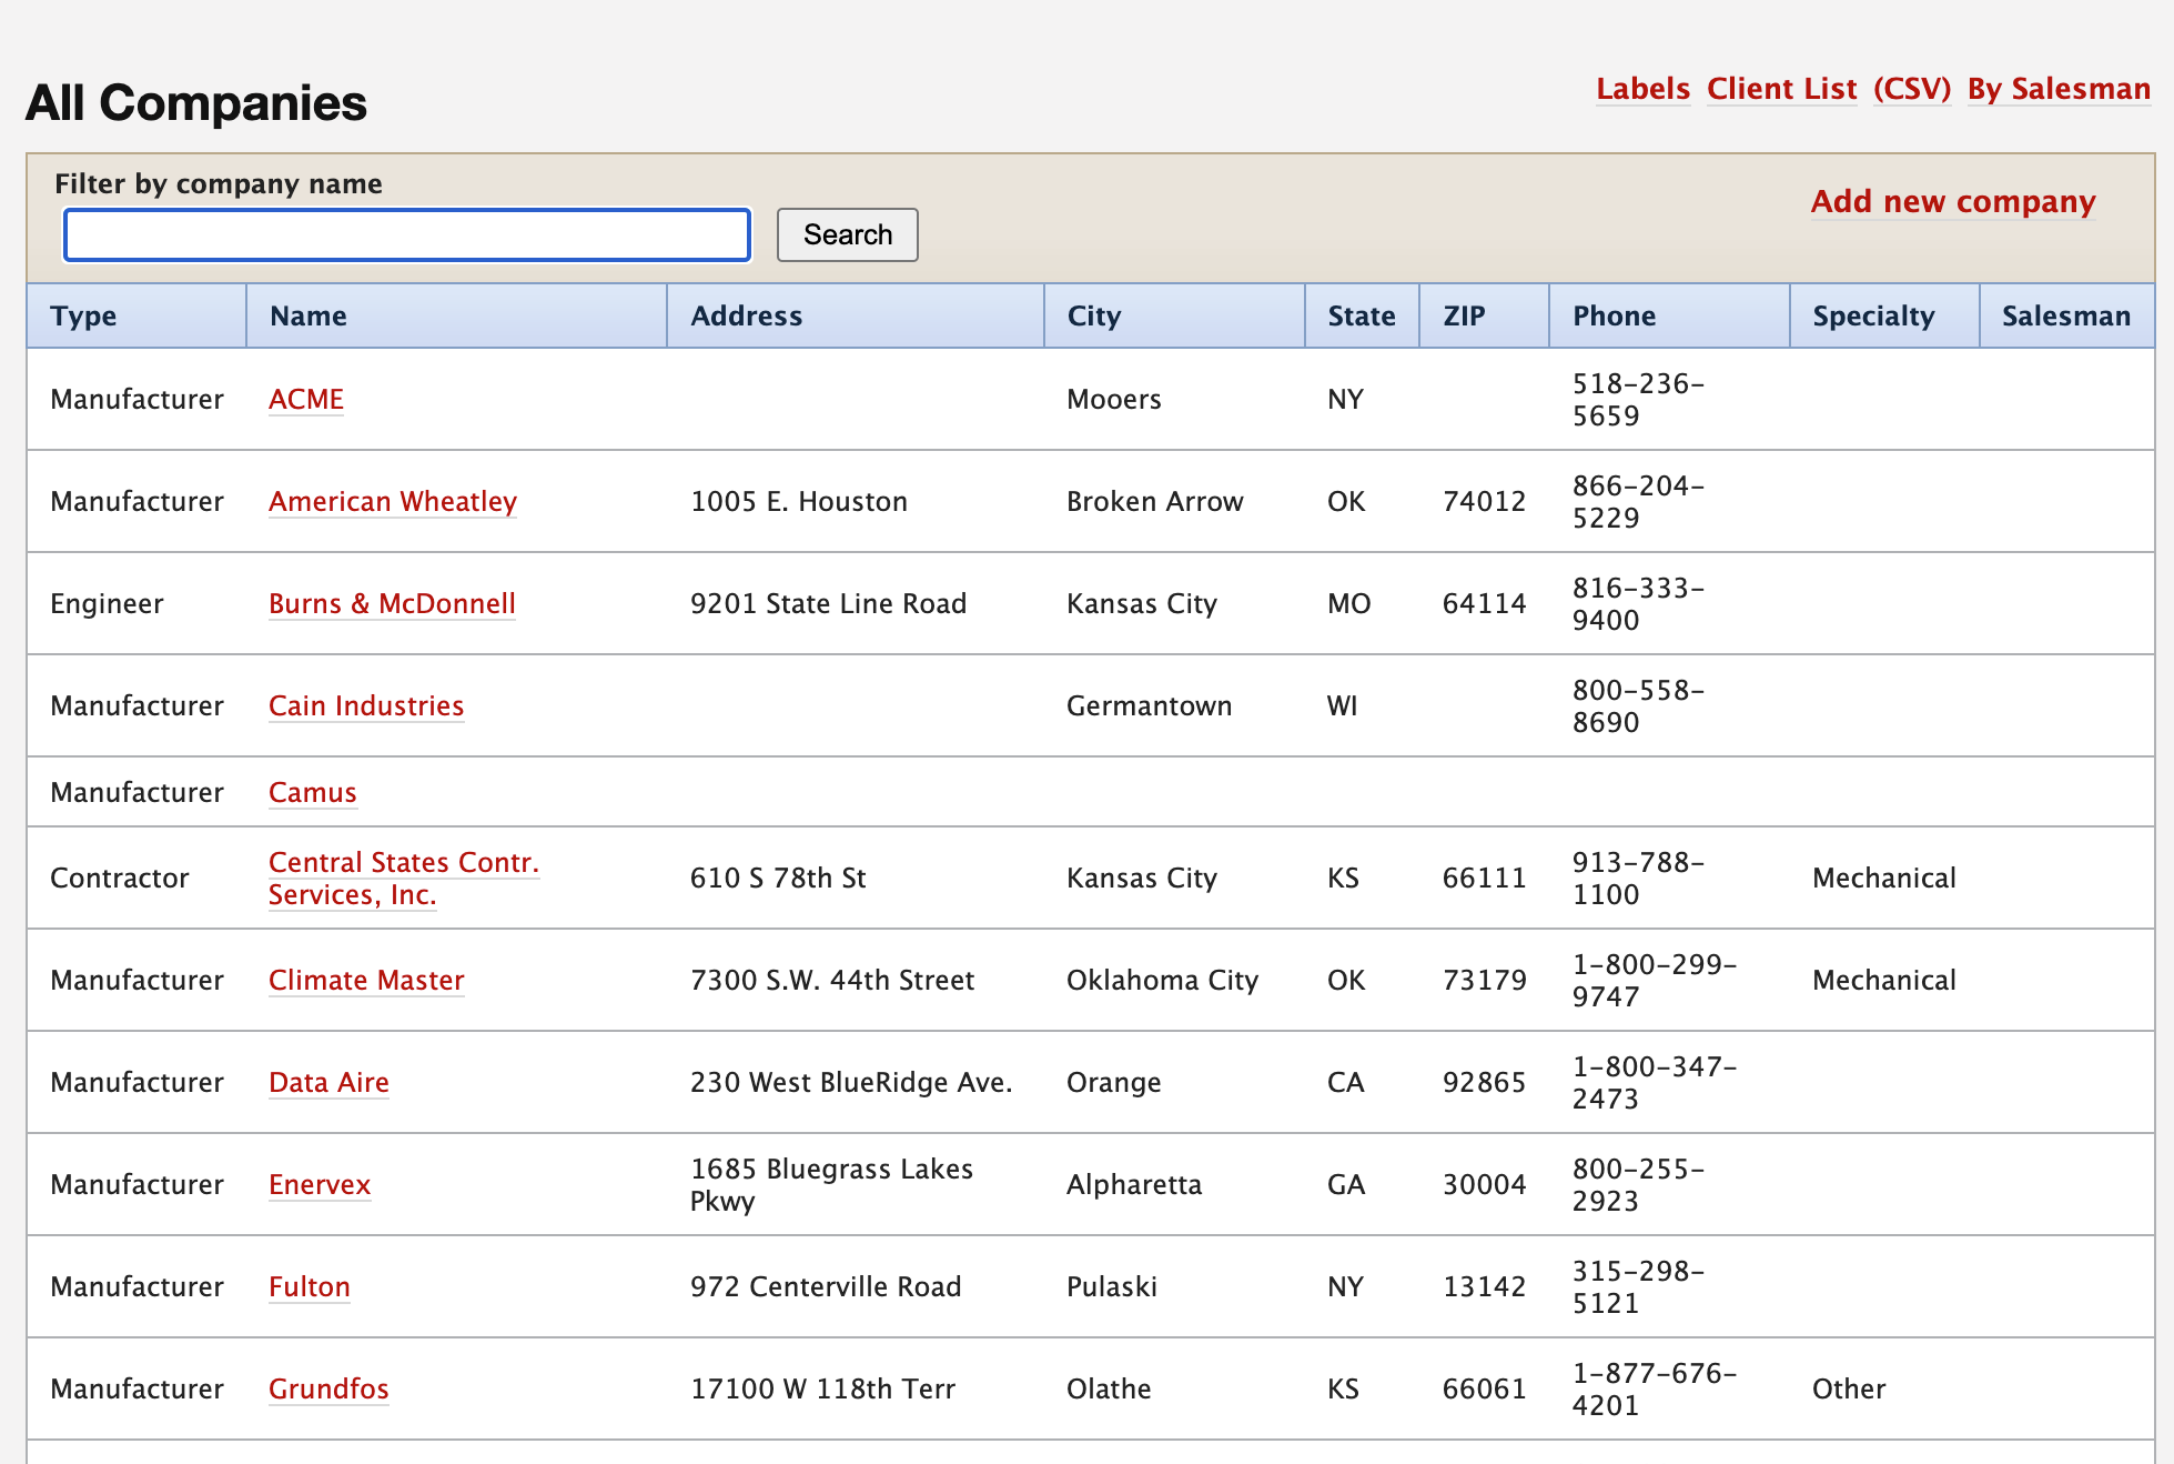 All Companies
Labels Client List (CSV) By Salesman
Filter by company name
Search
Add new company
Type Name Address City State ZIP Phone Specialty Salesman
Manufacturer ACME Mooers NY 518-236-
5659
Manufacturer American Wheatley 1005 E. Houston Broken Arrow OK 74012 866-204-
5229
Engineer Burns & McDonnell 9201 State Line Road Kansas City MO 64114 816-333-
9400
Manufacturer Cain Industries Germantown WI 800-558-
8690
Manufacturer Camus
Contractor Central States Contr.
Services, Inc. 610 S 78th St Kansas City KS 66111 913-788-
1100 Mechanical
Manufacturer Climate Master 7300 S.W. 44th Street Oklahoma City OK 73179 1-800-299-
9747 Mechanical
Manufacturer Data Aire 230 West BlueRidge Ave. Orange CA 92865 1-800-347-
2473
Manufacturer Enervex 1685 Bluegrass Lakes
Pkwy Alpharetta GA 30004 800-255-
2923
Manufacturer Fulton 972 Centerville Road Pulaski NY 13142 315-298-
5121
Manufacturer Grundfos 17100 W 118th Terr Olathe KS 66061 1-877-676-
4201 Other